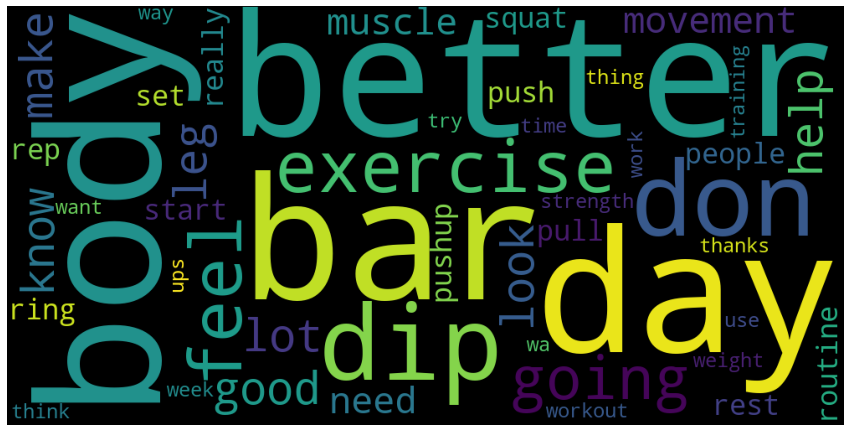 way
make
really
muscle
squat
movement
body
better
set
push
thing
training
help
rep
leg
try
time
work
people
exercise
know
want
start
feel
bar
pushup
look
strength
pull
don
day
thanks
ups
ring
lot
dip
wa
use
week
good
need
going
weight
routine
think
workout
rest